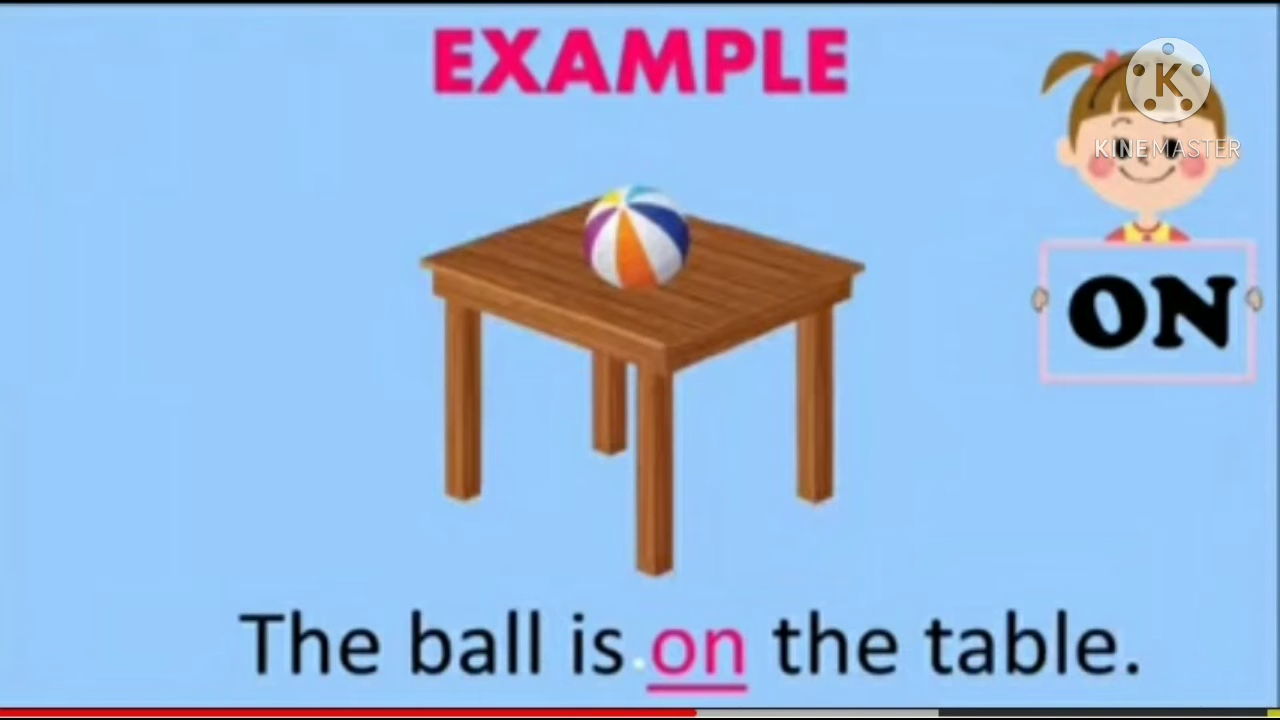 EXAMPLE
K
KINEMASTER
ON
The ball is on the table.